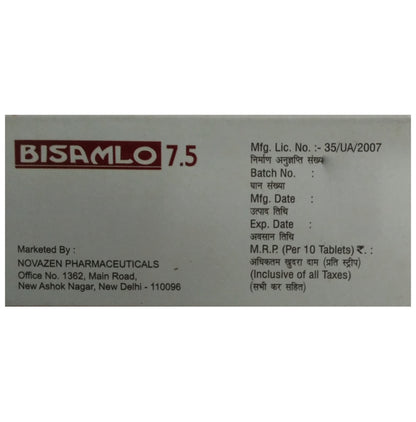 BISAMLO 7.5
Marketed By :
NOVAZEN PHARMACEUTICALS
Office No. 1362, Main Road,
New Ashok Nagar, New Delhi - 110096
Mfg. Lic. No. :- 35/UA/2007
निर्माण अनुज्ञप्ति संख्या
Batch No. :
घान संख्या
Mfg. Date :
उत्पाद तिथि
Exp. Date :
अवसान तिथि
M.R.P. (Per 10 Tablets) ₹. :
अधिकतम खुदरा दाम (प्रति स्ट्रीप)
(Inclusive of all Taxes)
(सभी कर सहित)